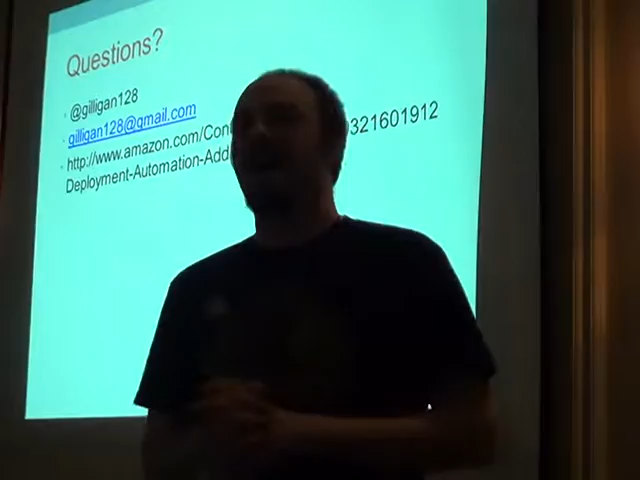 Questions?
@gilligan128
gilligan128@gmail.com
http://www.amazon.com/Con 321601912
Deployment-Automation-Add